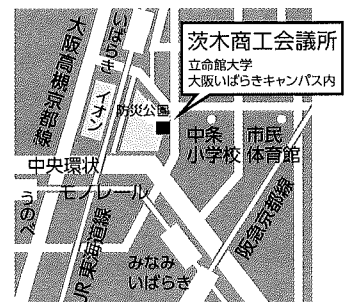 茨木商工会議所
立命館大学
大阪いばらきキャンパス内
大阪高槻京都線
いばらき
イオン
防災公園
中条
小学校
市民
体育館
中央環状
モノレール
うのべ
JR東海道線
みなみ
いばらき
阪急京都線